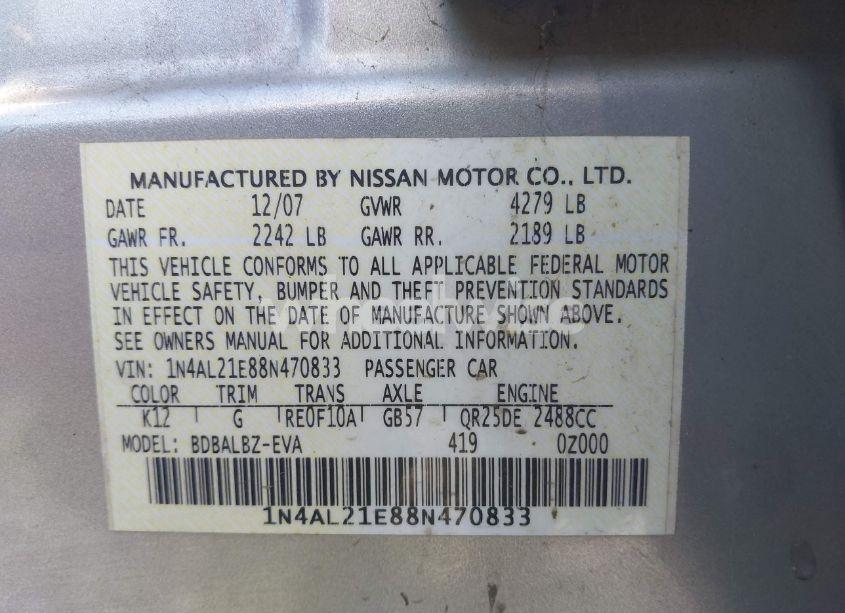 MANUFACTURED BY NISSAN MOTOR CO., LTD.
DATE 12/07 GVWR 4279 LB
GAWR FR. 2242 LB GAWR RR. 2189 LB
THIS VEHICLE CONFORMS TO ALL APPLICABLE FEDERAL MOTOR
VEHICLE SAFETY, BUMPER AND THEFT PREVENTION STANDARDS
IN EFFECT ON THE DATE OF MANUFACTURE SHOWN ABOVE.
SEE OWNERS MANUAL FOR ADDITIONAL INFORMATION.
VIN: 1N4AL21E88N470833 PASSENGER CAR
COLOR TRIM TRANS AXLE ENGINE
K12 G RE0F10A GB57 QR25DE 2488CC
MODEL: BDBALBZ-EVA 419 0Z000
1N4AL21E88N470833